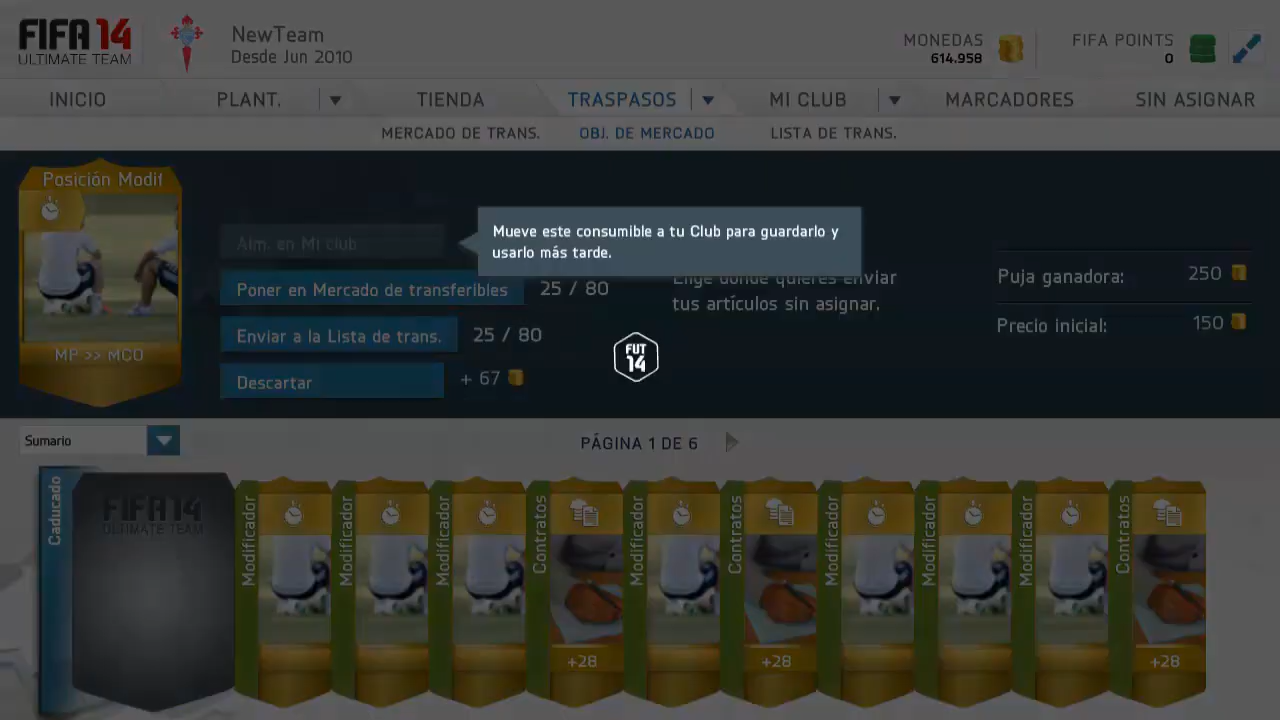 FIFA 14
ULTIMATE TEAM
NewTeam
Desde Jun 2010
MONEDAS
614.958
FIFA POINTS
0
INICIO
PLANT.
TIENDA
TRASPASOS
MI CLUB
MARCADORES
SIN ASIGNAR
MERCADO DE TRANS.
OBJ. DE MERCADO
LISTA DE TRANS.
Posición Modif
MP >> MCO
Alm. en Mi club
Mueve este consumible a tu Club para guardarlo y
usarlo más tarde.
Poner en Mercado de transferibles
25 / 80
Enviar a la Lista de trans.
25 / 80
Descartar
+ 67
Elige dónde quieres enviar
tus artículos sin asignar.
Puja ganadora:
250
Precio inicial:
150
FUT
14
Sumario
PÁGINA 1 DE 6
Caducado
FIFA 14
ULTIMATE TEAM
Modificador
Modificador
Modificador
Contratos
+28
Modificador
Contratos
+28
Modificador
Modificador
Modificador
Contratos
+28